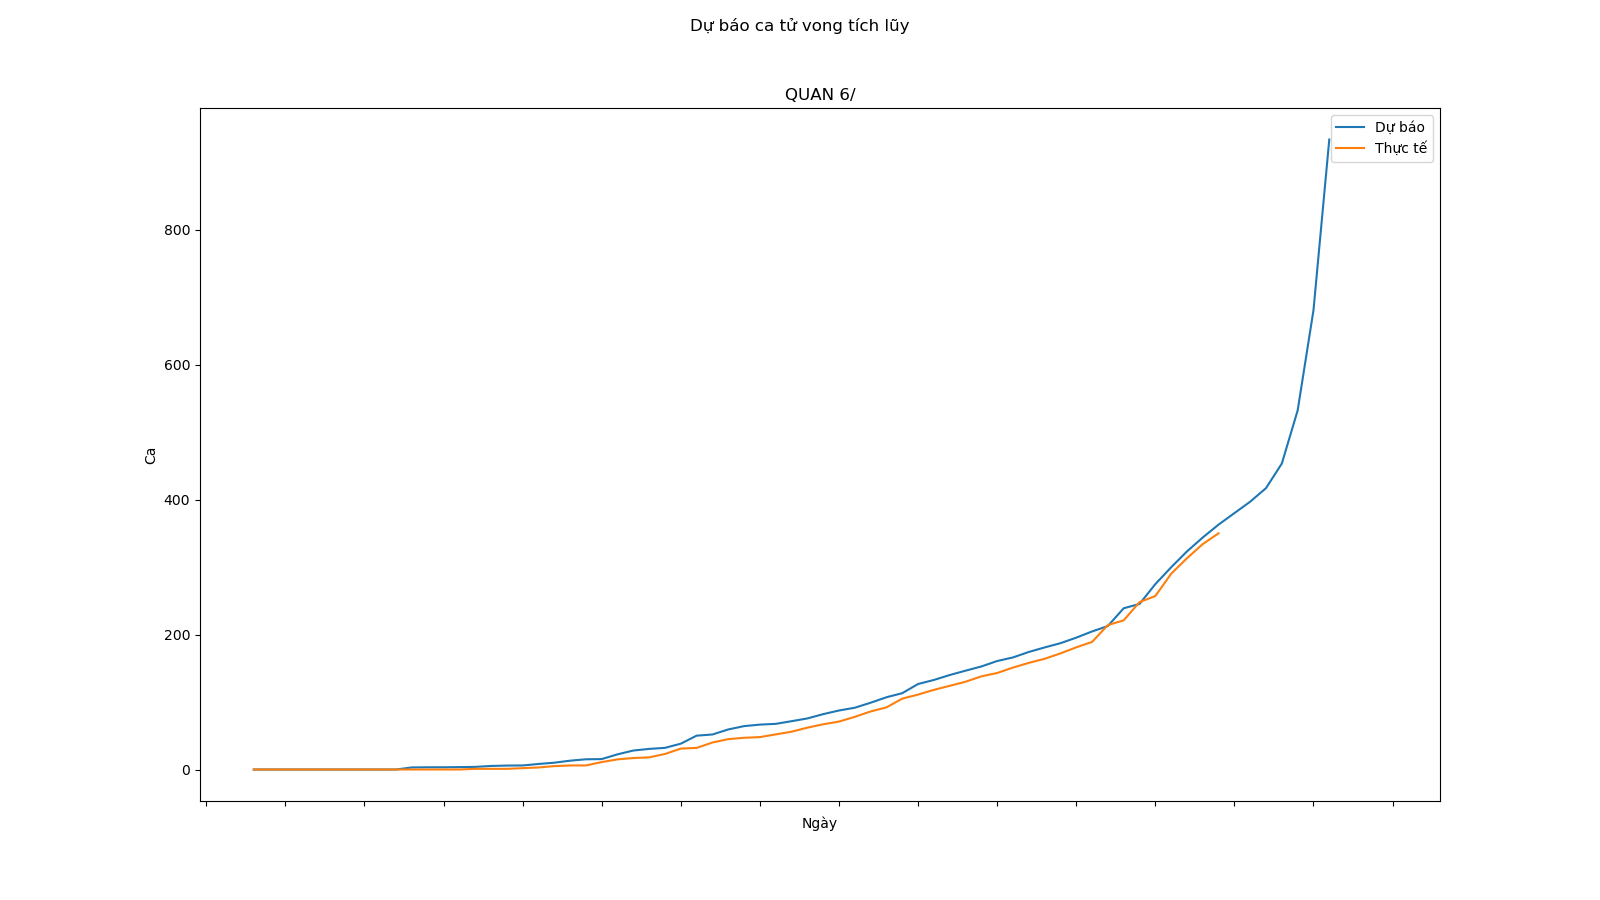 Dự báo ca tử vong tích lũy
QUAN 6/
Dự báo
Thực tế
800
600
400
200
0
Ca
Ngày